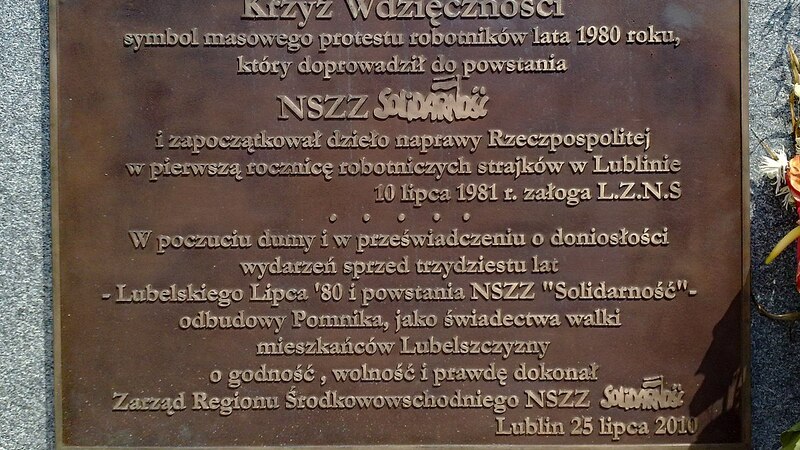 Krzyż Wdzięczności
symbol masowego protestu robotników lata 1980 roku,
który doprowadził do powstania
NSZZ SOLIDARNOŚĆ
i zapoczątkował dzieło naprawy Rzeczpospolitej
w pierwszą rocznicę robotniczych strajków w Lublinie
10 lipca 1981 r. załoga L.Z.N.S
• • • • •
W poczuciu dumy i w przeświadczeniu o doniosłości
wydarzeń sprzed trzydziestu lat
- Lubelskiego Lipca '80 i powstania NSZZ "Solidarność"-
odbudowy Pomnika, jako świadectwa walki
mieszkańców Lubelszczyzny
o godność , wolność i prawdę dokonał
Zarząd Regionu Środkowowschodniego NSZZ SOLIDARNOŚĆ
Lublin 25 lipca 2010